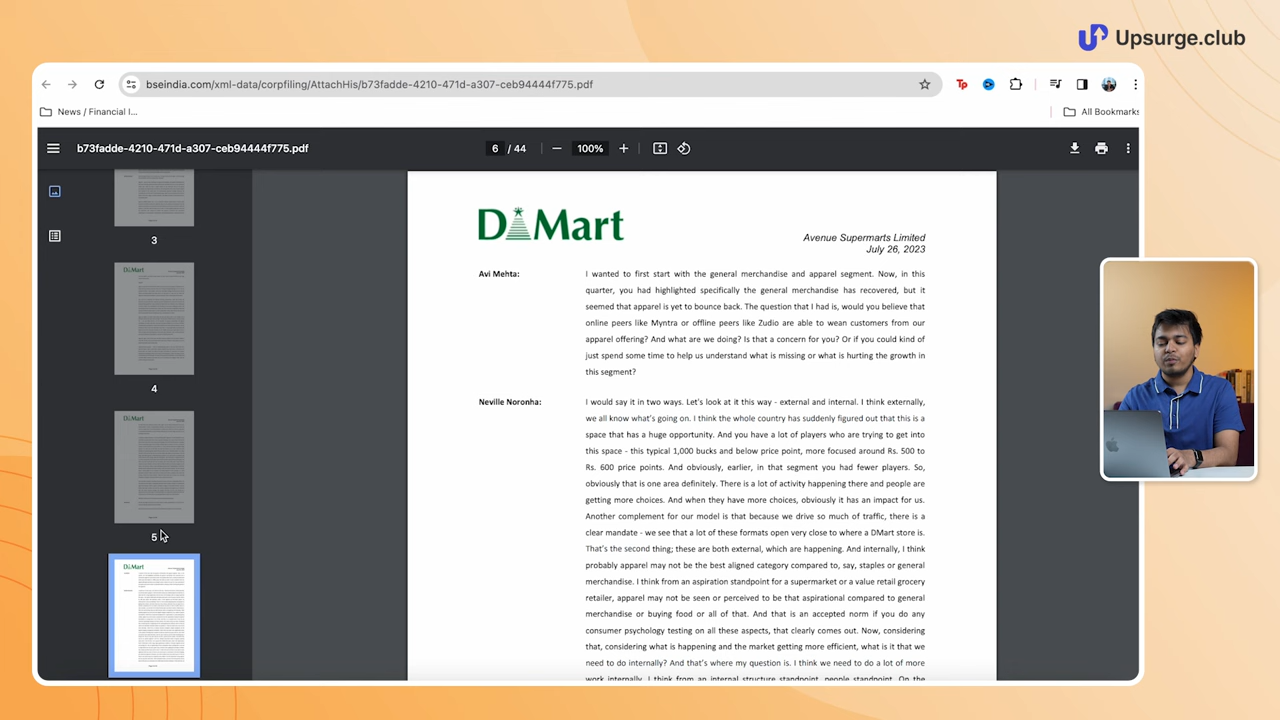 Upsurge.club
bseindia.com/xml-data/corpfiling/AttachHis/b73fadde-4210-471d-a307-ceb94444f775.pdf
Tp
News / Financial I...
All Bookmarks
b73fadde-4210-471d-a307-ceb94444f775.pdf
6 / 44
100%
3
4
5
DMart
Avenue Supermarts Limited
July 26, 2023
Avi Mehta:
I wanted to first start with the general merchandise and apparel segment. Now, in this
quarter, you had highlighted specifically the general merchandise has recovered, but it
seemed that apparel is yet to bounce back. The question that I had is, would you believe that
online peers like Myntra or offline peers like Zudio are able to wean customers from our
apparel offering? And what are we doing? Is that a concern for you? Or if you could kind of
just spend some time to help us understand what is missing or what is hurting the growth in
this segment?
Neville Noronha:
I would say it in two ways. Let's look at it this way - external and internal. I think externally,
we all know what's going on. I think the whole country has suddenly figured out that this is a
space that has a huge opportunity. And you have a lot of players who are trying to get into
this space - this typical 1,000 bucks and below price point, more focused around Rs. 500 to
Rs. 600 price points. And obviously, earlier, in that segment you had fewer players. So,
obviously that is one area definitely. There is a lot of activity happening there and people are
getting more choices. And when they have more choices, obviously it has an impact for us.
Another complement for our model is that because we drive so much of traffic, there is a
clear mandate - we see that a lot of these formats open very close to where a DMart store is.
That's the second thing; these are both external, which are happening. And internally, I think
probably apparel may not be the best aligned category compared to, say, staples or general
merchandise. I think from an aspiration standpoint for a supermarket or a value retail grocery
retailer, apparel may not be seen or perceived to be that aspirational compared to general
merchandise or buying food or all of that. And that is an accepted norm if you do any
consumer psychology testing on all these aspects, that clearly comes out. Now, considering
that, considering what is happening and the market getting more efficient, what is it that we
need to do internally? And that's where my question is. I think we need to do a lot of more
work internally. I think from an internal structure standpoint, people standpoint. On the